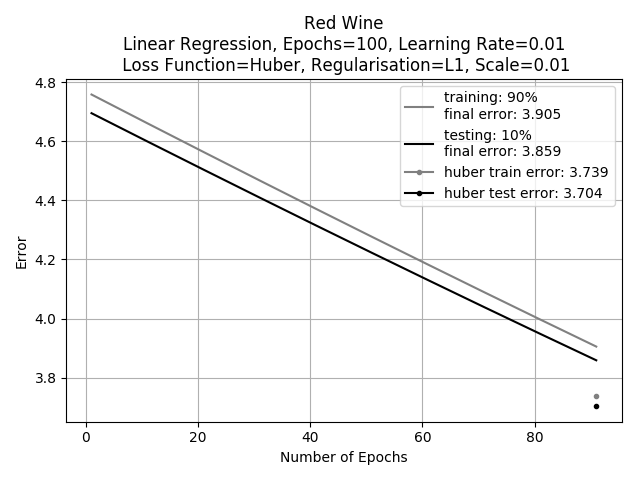 Red Wine
Linear Regression, Epochs=100, Learning Rate=0.01
Loss Function=Huber, Regularisation=L1, Scale=0.01
4.8
4.6
4.4
4.2
4.0
3.8
Error
training: 90%
final error: 3.905
testing: 10%
final error: 3.859
huber train error: 3.739
huber test error: 3.704
0
20
40
60
80
Number of Epochs